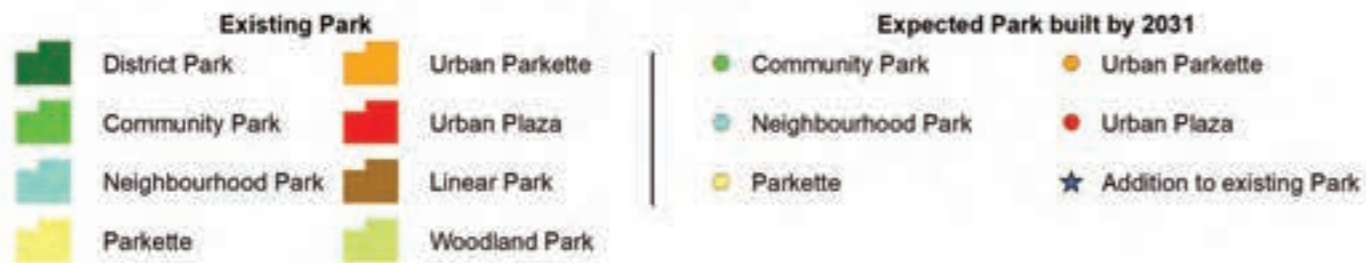 Existing Park
District Park
Community Park
Neighbourhood Park
Parkette
Urban Parkette
Urban Plaza
Linear Park
Woodland Park
Expected Park built by 2031
Community Park
Neighbourhood Park
Parkette
Urban Parkette
Urban Plaza
Addition to existing Park